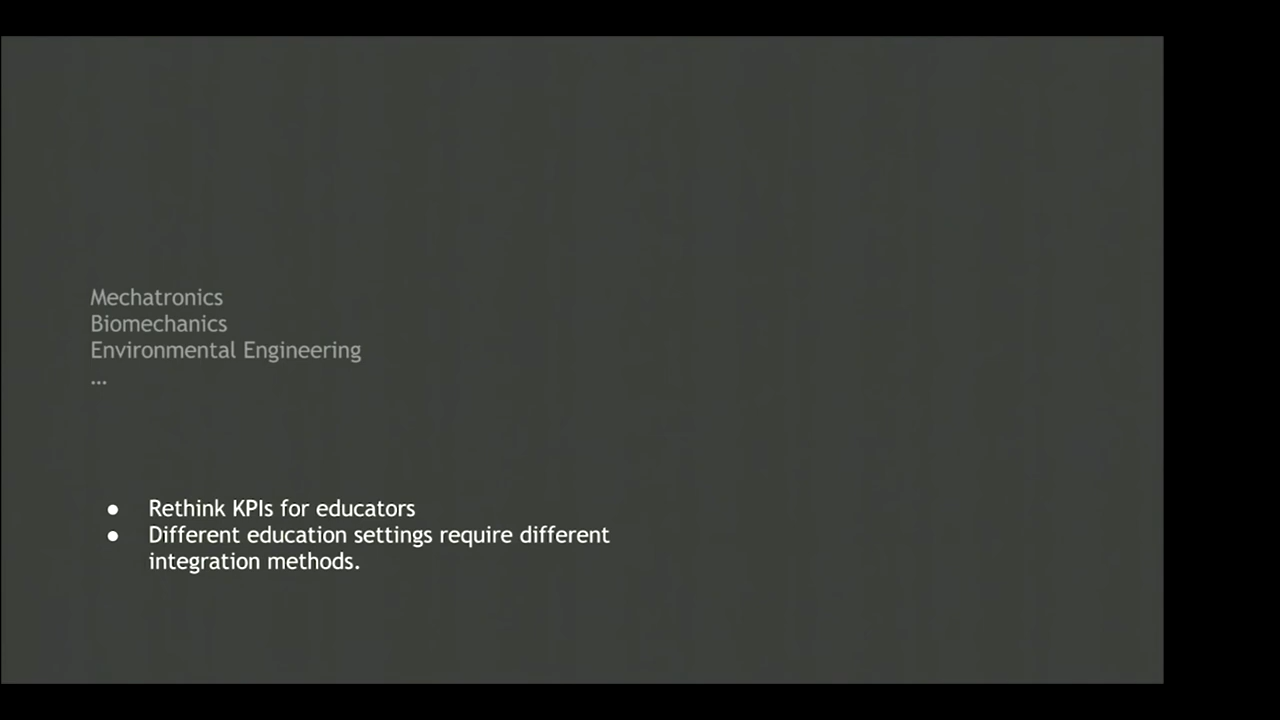 Mechatronics
Biomechanics
Environmental Engineering
...
● Rethink KPIs for educators
● Different education settings require different
integration methods.